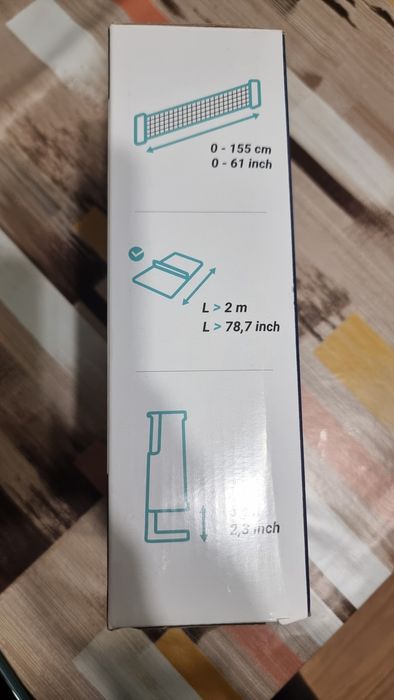 0 - 155 cm
0 - 61 inch
L > 2 m
L > 78,7 inch
2,3 inch